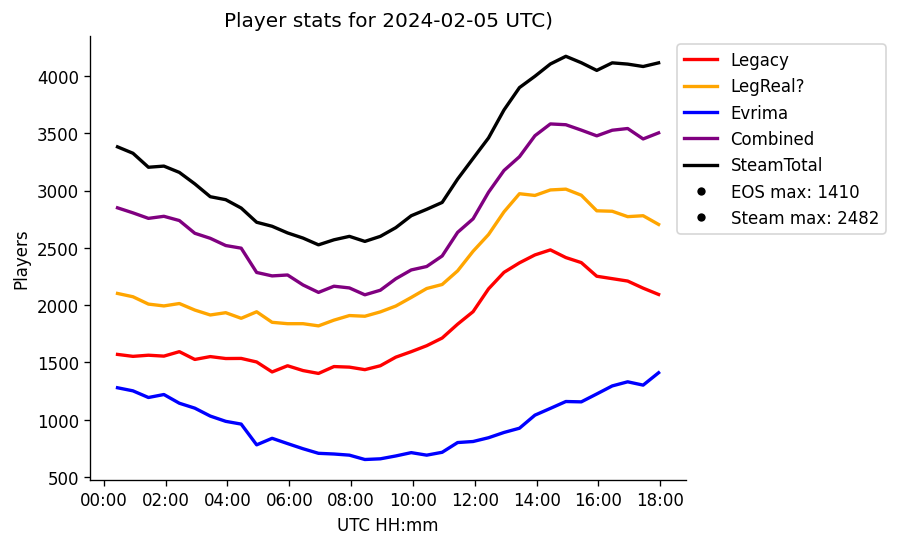 Player stats for 2024-02-05 UTC)
Legacy
LegReal?
Evrima
Combined
SteamTotal
EOS max: 1410
Steam max: 2482
Players
4000
3500
3000
2500
2000
1500
1000
500
00:00 02:00 04:00 06:00 08:00 10:00 12:00 14:00 16:00 18:00
UTC HH:mm